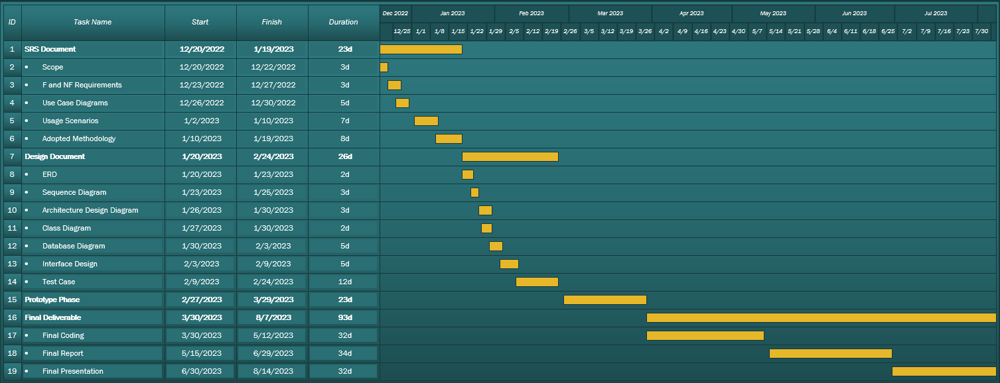 ID Task Name Start Finish Duration Dec 2022 Jan 2023 Feb 2023 Mar 2023 Apr 2023 May 2023 Jun 2023 Jul 2023
12/25 1/1 1/8 1/15 1/22 1/29 2/5 2/12 2/19 2/26 3/5 3/12 3/19 3/26 4/2 4/9 4/16 4/23 4/30 5/7 5/14 5/21 5/28 6/4 6/11 6/18 6/25 7/2 7/9 7/16 7/23 7/30
1 SRS Document 12/20/2022 1/19/2023 23d
2 • Scope 12/20/2022 12/22/2022 3d
3 • F and NF Requirements 12/23/2022 12/27/2022 3d
4 • Use Case Diagrams 12/26/2022 12/30/2022 5d
5 • Usage Scenarios 1/2/2023 1/10/2023 7d
6 • Adopted Methodology 1/10/2023 1/19/2023 8d
7 Design Document 1/20/2023 2/24/2023 26d
8 • ERD 1/20/2023 1/23/2023 2d
9 • Sequence Diagram 1/23/2023 1/25/2023 3d
10 • Architecture Design Diagram 1/26/2023 1/30/2023 3d
11 • Class Diagram 1/27/2023 1/30/2023 2d
12 • Database Diagram 1/30/2023 2/3/2023 5d
13 • Interface Design 2/3/2023 2/9/2023 5d
14 • Test Case 2/9/2023 2/24/2023 12d
15 Prototype Phase 2/27/2023 3/29/2023 23d
16 Final Deliverable 3/30/2023 8/7/2023 93d
17 • Final Coding 3/30/2023 5/12/2023 32d
18 • Final Report 5/15/2023 6/29/2023 34d
19 • Final Presentation 6/30/2023 8/14/2023 32d